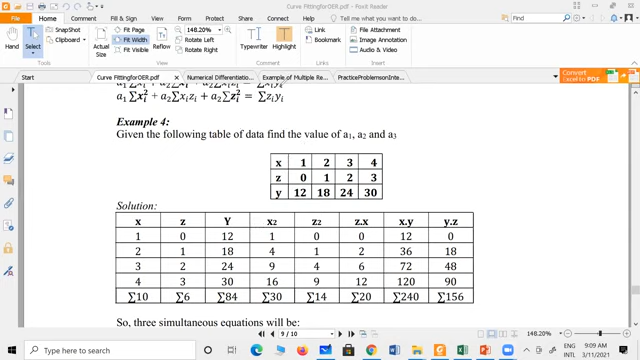 Curve FittingforOER.pdf - Foxit Reader
File Home Comment Fill & Sign View Form Protect Share Help Tell me what you want to do...
Find
Hand
Select
SnapShot
Clipboard
Actual Size
Fit Page
Fit Width
Fit Visible
Reflow
148.20%
Rotate Left
Rotate Right
Typewriter
Highlight
Link
Bookmark
File Attachment
Image Annotation
Audio & Video
Start Curve FittingforOER.pdf Numerical Differentiatio... Example of Multiple Re... PracticeProblemsonInte...
Convert Excel to PDF
a₁ ∑xᵢ² + a₂ ∑xᵢzᵢ + a₂ ∑zᵢ² = ∑zᵢyᵢ
Example 4:
Given the following table of data find the value of a₁, a₂ and a₃
x 1 2 3 4
z 0 1 2 3
y 12 18 24 30
Solution:
x z Y x2 z2 z.x x.y y.z
1 0 12 1 0 0 12 0
2 1 18 4 1 2 36 18
3 2 24 9 4 6 72 48
4 3 30 16 9 12 120 90
∑10 ∑6 ∑84 ∑30 ∑14 ∑20 ∑240 ∑156
So, three simultaneous equations will be:
9 / 10
148.20%
Type here to search
ENG
INTL
9:09 AM
3/11/2021